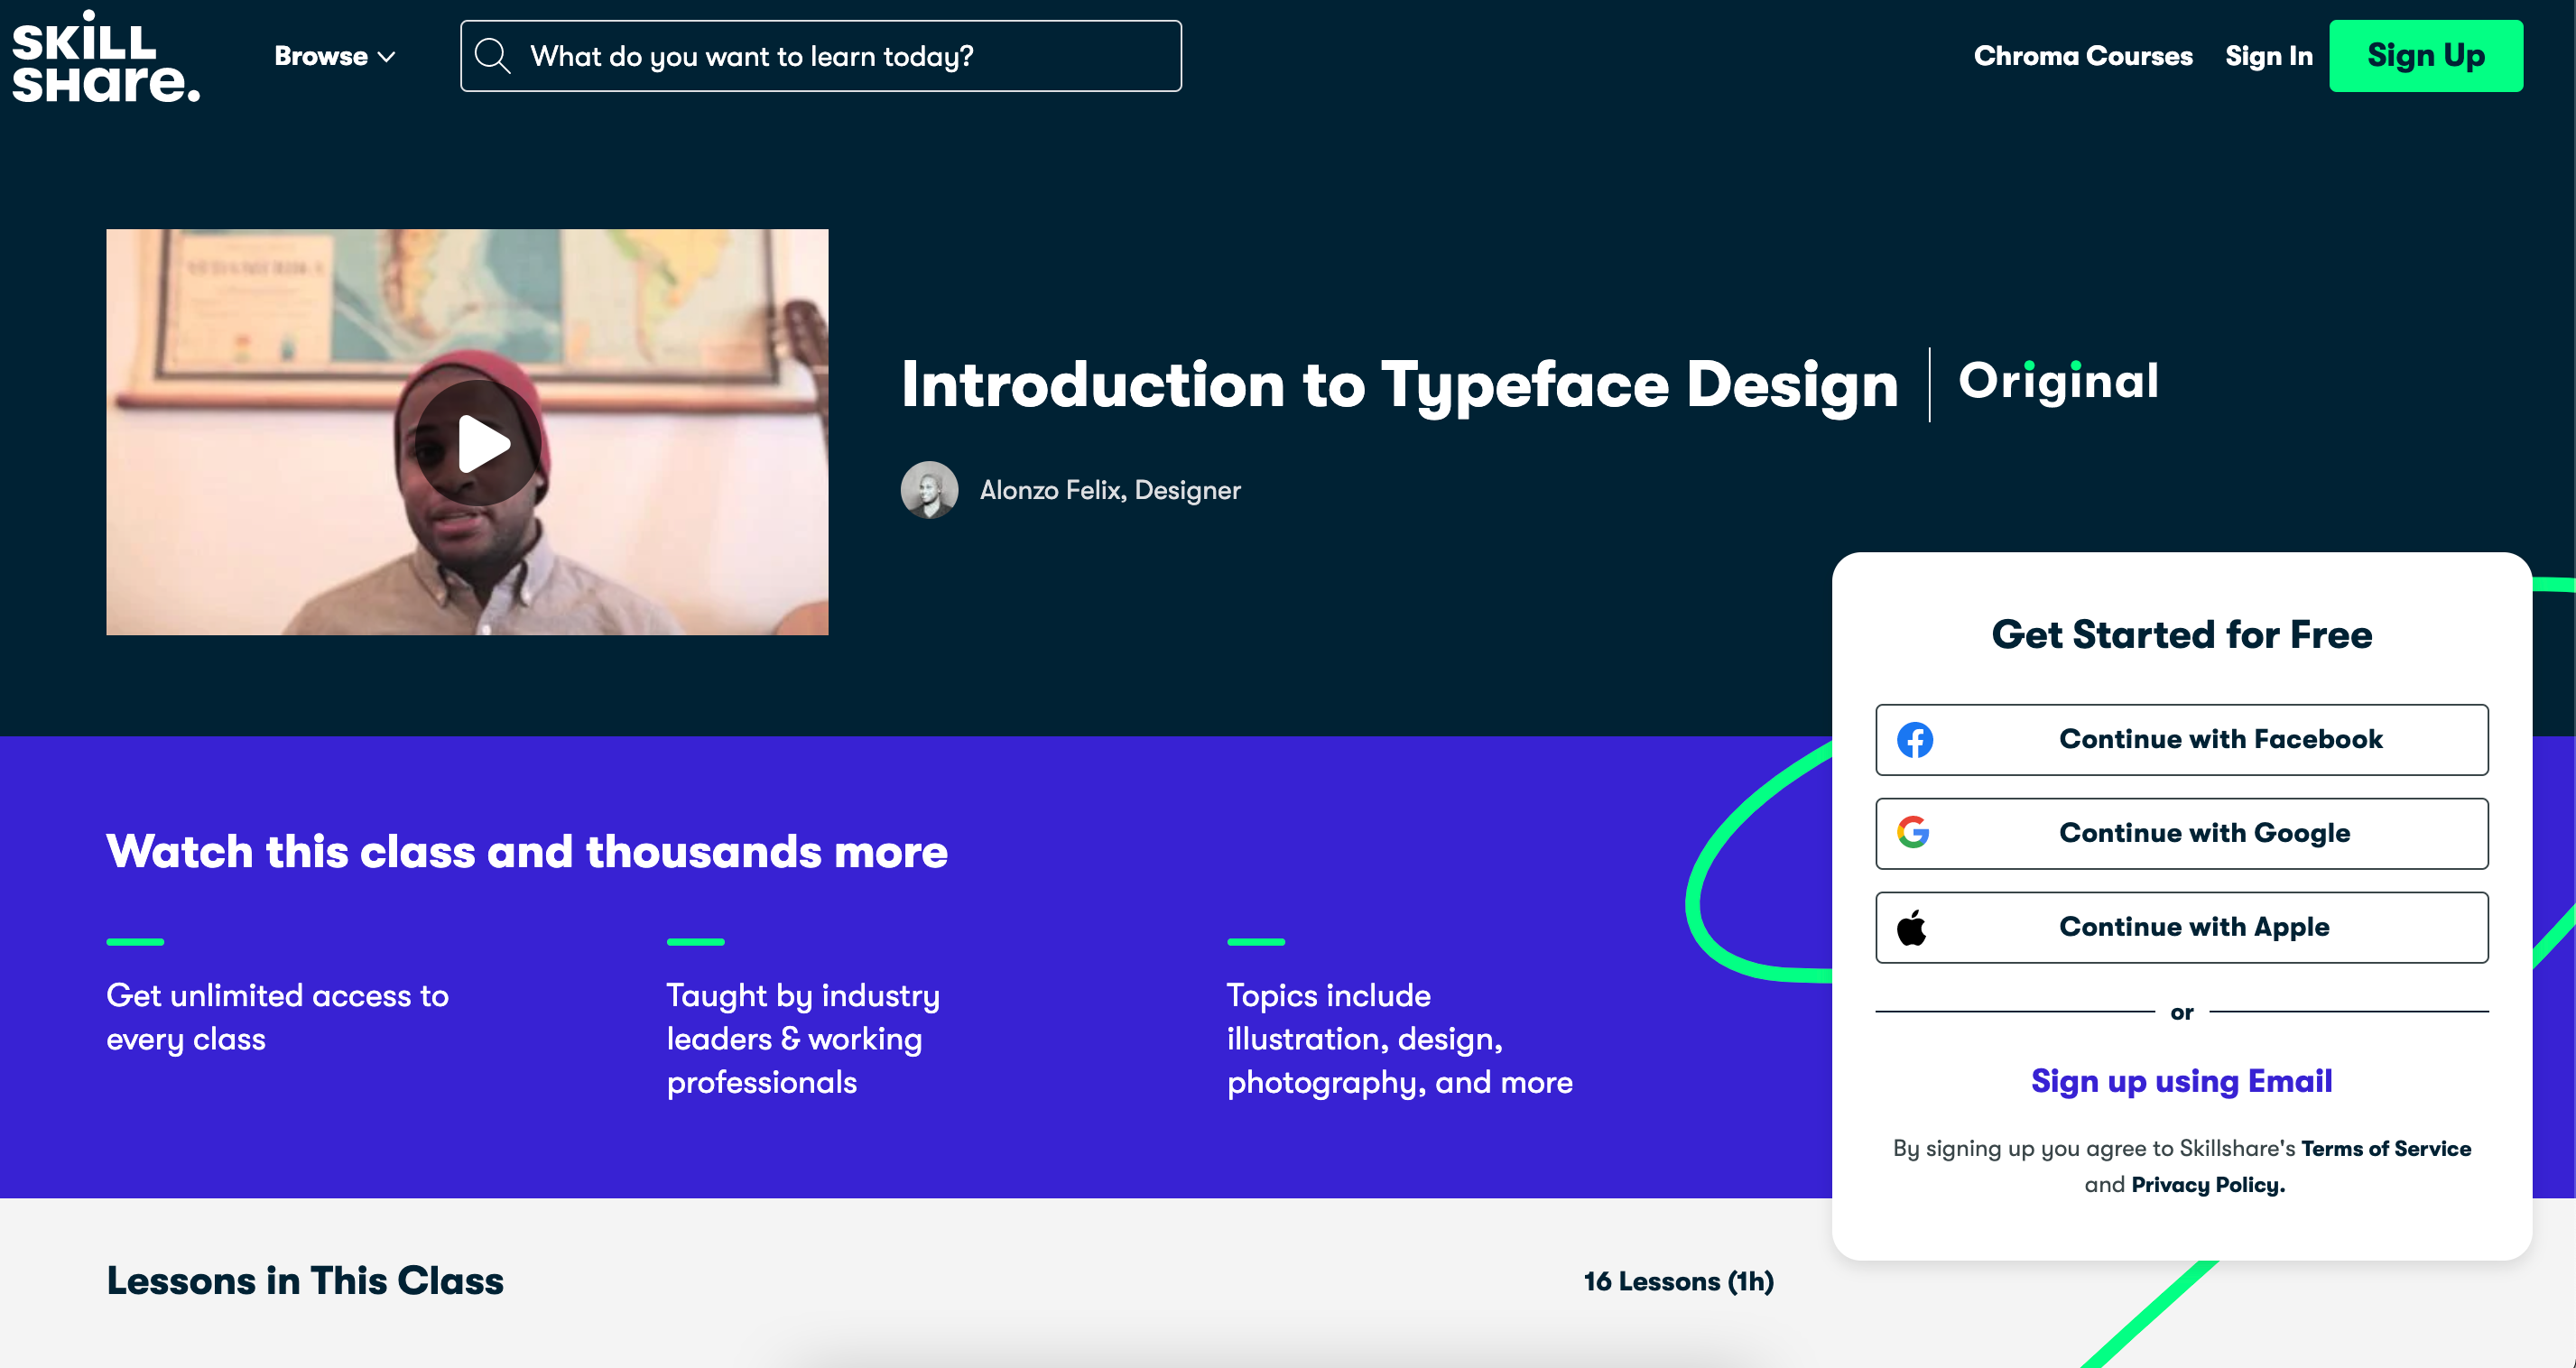 SKILL
SHARE.
Browse
What do you want to learn today?
Chroma Courses
Sign In
Sign Up
Introduction to Typeface Design
Original
Alonzo Felix, Designer
Get Started for Free
Continue with Facebook
Continue with Google
Continue with Apple
or
Sign up using Email
By signing up you agree to Skillshare's Terms of Service
and Privacy Policy.
Watch this class and thousands more
Get unlimited access to
every class
Taught by industry
leaders & working
professionals
Topics include
illustration, design,
photography, and more
Lessons in This Class
16 Lessons (1h)